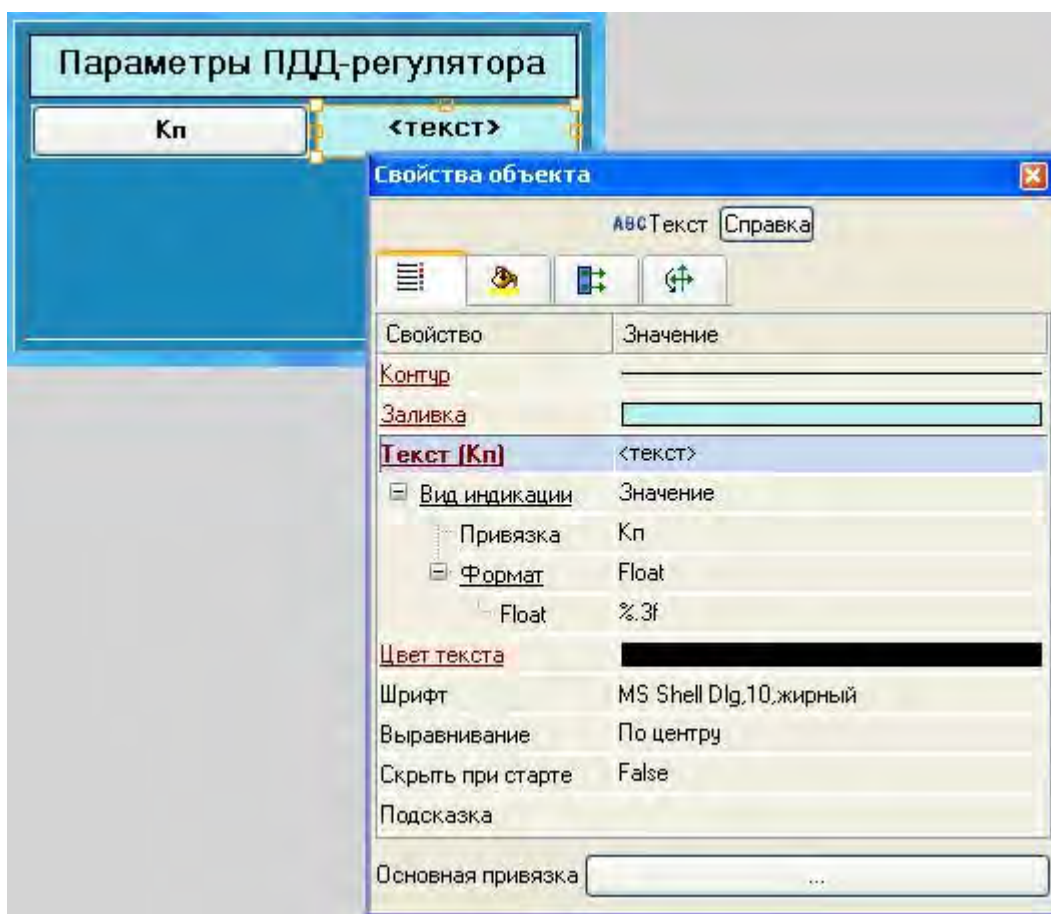 Параметры ПДД-регулятора
Кп <текст>
Свойства объекта
ABC Текст Справка
Свойство Значение
Контур
Заливка
Текст (Кп) <текст>
Вид индикации Значение
Привязка Кп
Формат Float
Float %.3f
Цвет текста
Шрифт MS Shell Dlg,10,жирный
Выравнивание По центру
Скрыть при старте False
Подсказка
Основная привязка ...